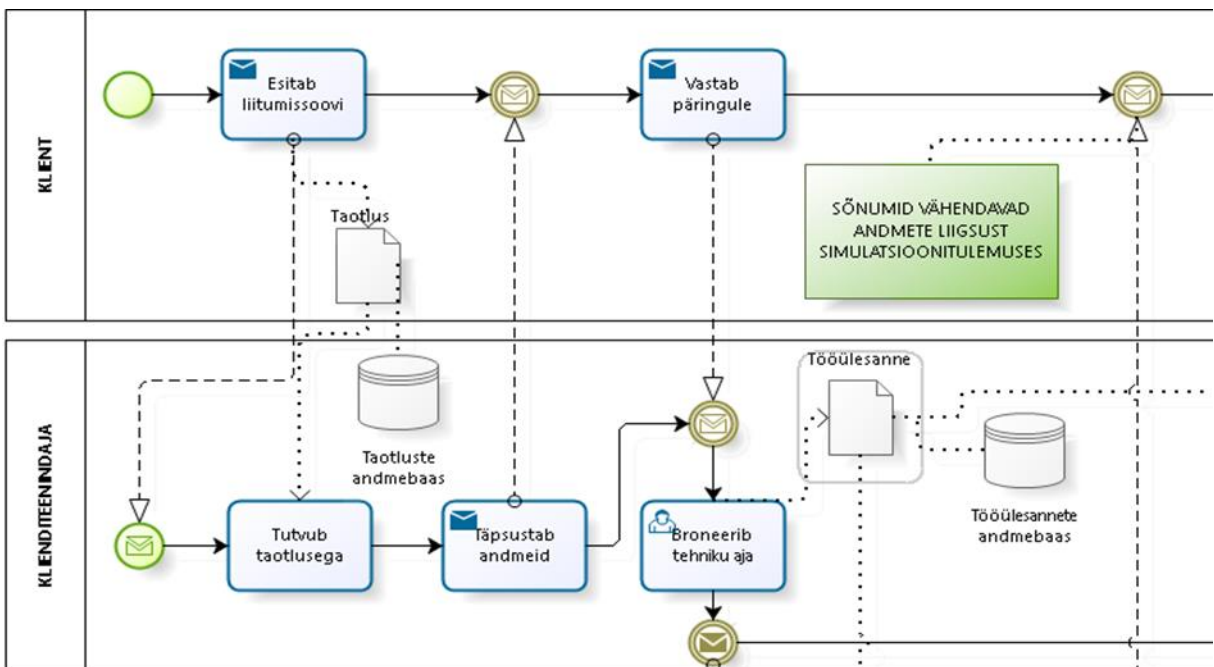 KLIENT
Esitab
liitumissoovi
Vastab
päringule
Taotlus
SÕNUMID VÄHENDAVAD
ANDMETE LIIGSUST
SIMULATSIOONITULEMUSES
KLIENDITEENINDAJA
Taotluste
andmebaas
Tööülesanne
Tööülesannete
andmebaas
Tutvub
taotlusega
Täpsustab
andmeid
Broneerib
tehniku aja